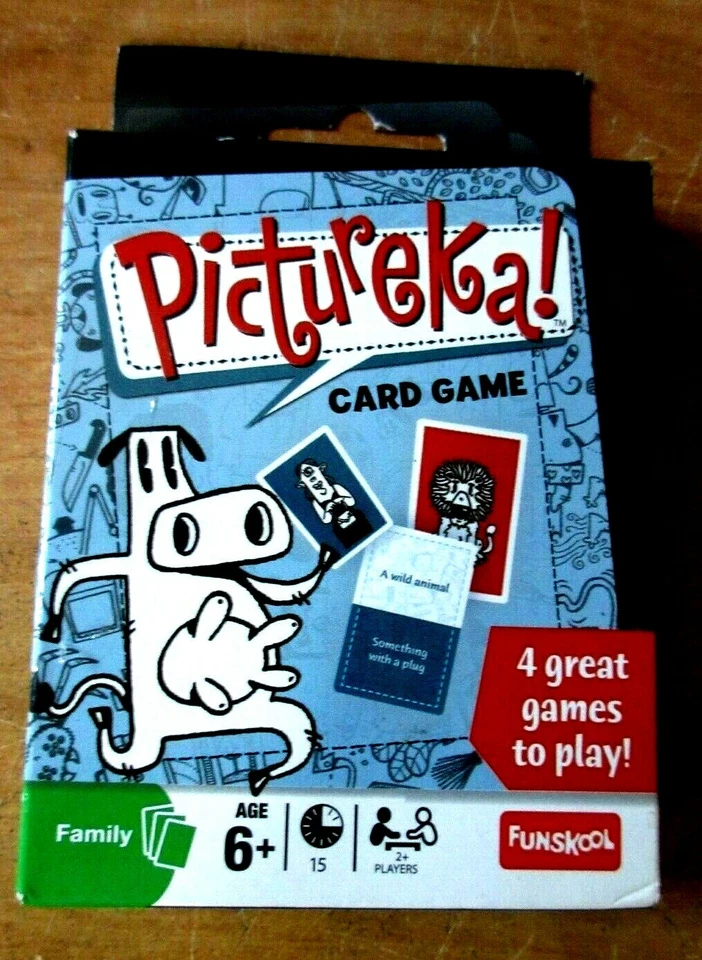 Pictureka!
TM
CARD GAME
A wild animal
Something
with a plug
4 great
games
to play!
Family
AGE
6+
15
2+
PLAYERS
FUNSKOOL